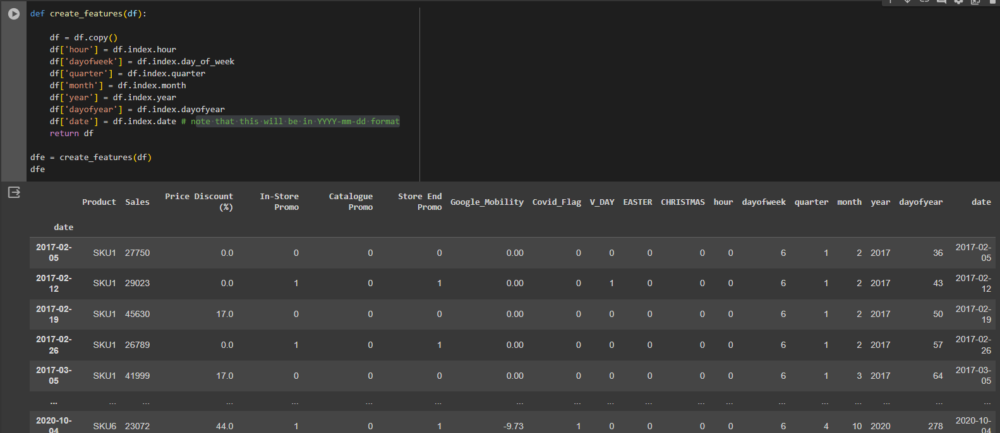 def create_features(df):
df = df.copy()
df['hour'] = df.index.hour
df['dayofweek'] = df.index.day_of_week
df['quarter'] = df.index.quarter
df['month'] = df.index.month
df['year'] = df.index.year
df['dayofyear'] = df.index.dayofyear
df['date'] = df.index.date # note that this will be in YYYY-mm-dd format
return df
dfe = create_features(df)
dfe
Product Sales Price Discount (%) In-Store Promo Catalogue Promo Store End Promo Google_Mobility Covid_Flag V_DAY EASTER CHRISTMAS hour dayofweek quarter month year dayofyear date
date
2017-02-05 SKU1 27750 0.0 0 0 0 0.00 0 0 0 0 0 6 1 2 2017 36 2017-02-05
2017-02-12 SKU1 29023 0.0 1 0 1 0.00 0 1 0 0 0 6 1 2 2017 43 2017-02-12
2017-02-19 SKU1 45630 17.0 0 0 0 0.00 0 0 0 0 0 6 1 2 2017 50 2017-02-19
2017-02-26 SKU1 26789 0.0 1 0 1 0.00 0 0 0 0 0 6 1 2 2017 57 2017-02-26
2017-03-05 SKU1 41999 17.0 0 0 0 0.00 0 0 0 0 0 6 1 3 2017 64 2017-03-05
... ... ... ... ... ... ... ... ... ... ... ... ... ... ... ... ... ... ...
2020-10-04 SKU6 23072 44.0 1 0 1 -9.73 1 0 0 0 0 6 4 10 2020 278 2020-10-04